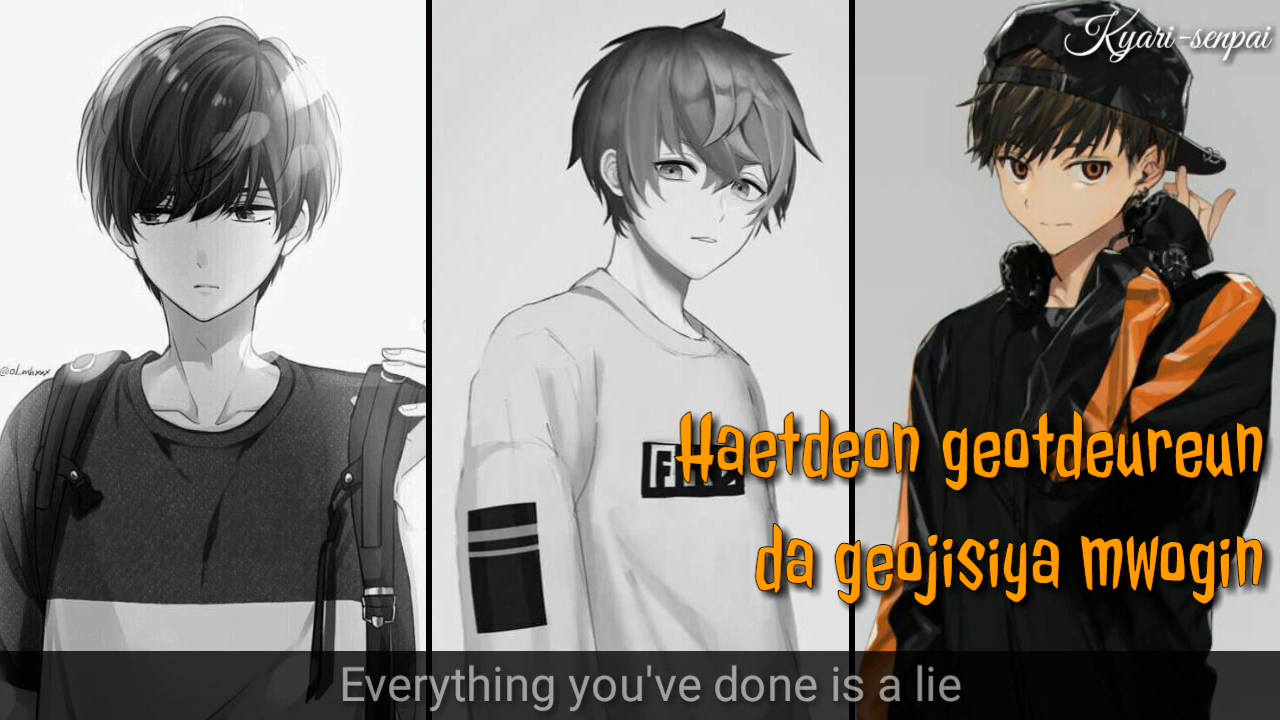 Kyari-senpai
Haetdeon geotdeureun
da geojisiya mwogin
Everything you've done is a lie